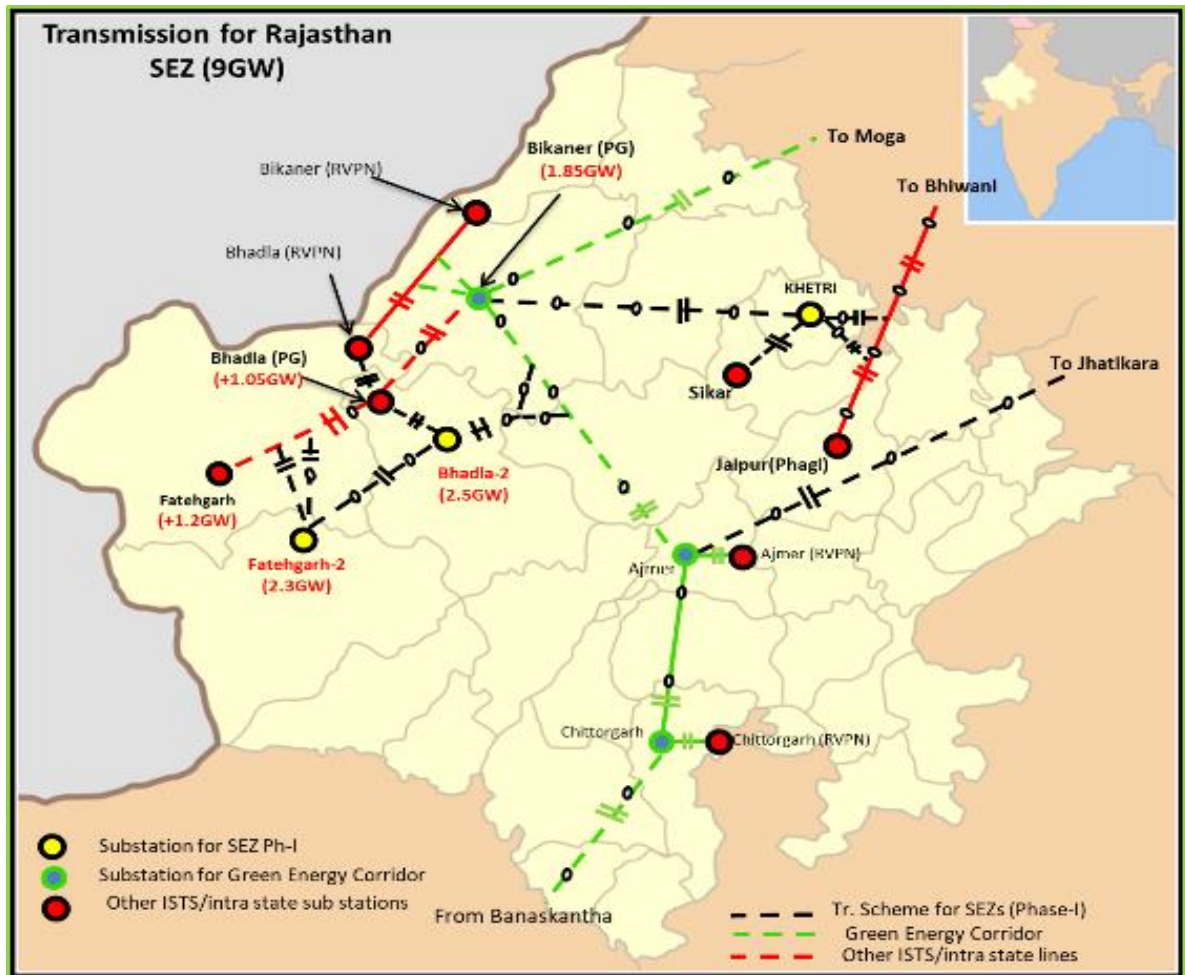 Transmission for Rajasthan
SEZ (9GW)
To Moga
Bikaner (PG)
(1.85GW)
Bikaner (RVPN)
To Bhiwani
Bhadla (RVPN)
KHETRI
Bhadla (PG)
(+1.05GW)
To Jhatikara
Sikar
Jaipur(Phagi)
Bhadla-2
(2.5GW)
Fatehgarh
(+1.2GW)
Fatehgarh-2
(2.3GW)
Ajmer
Ajmer (RVPN)
Chittorgarh
Chittorgarh (RVPN)
Substation for SEZ Ph-I
Substation for Green Energy Corridor
Other ISTS/intra state sub stations
From Banaskantha
Tr. Scheme for SEZs (Phase-I)
Green Energy Corridor
Other ISTS/intra state lines